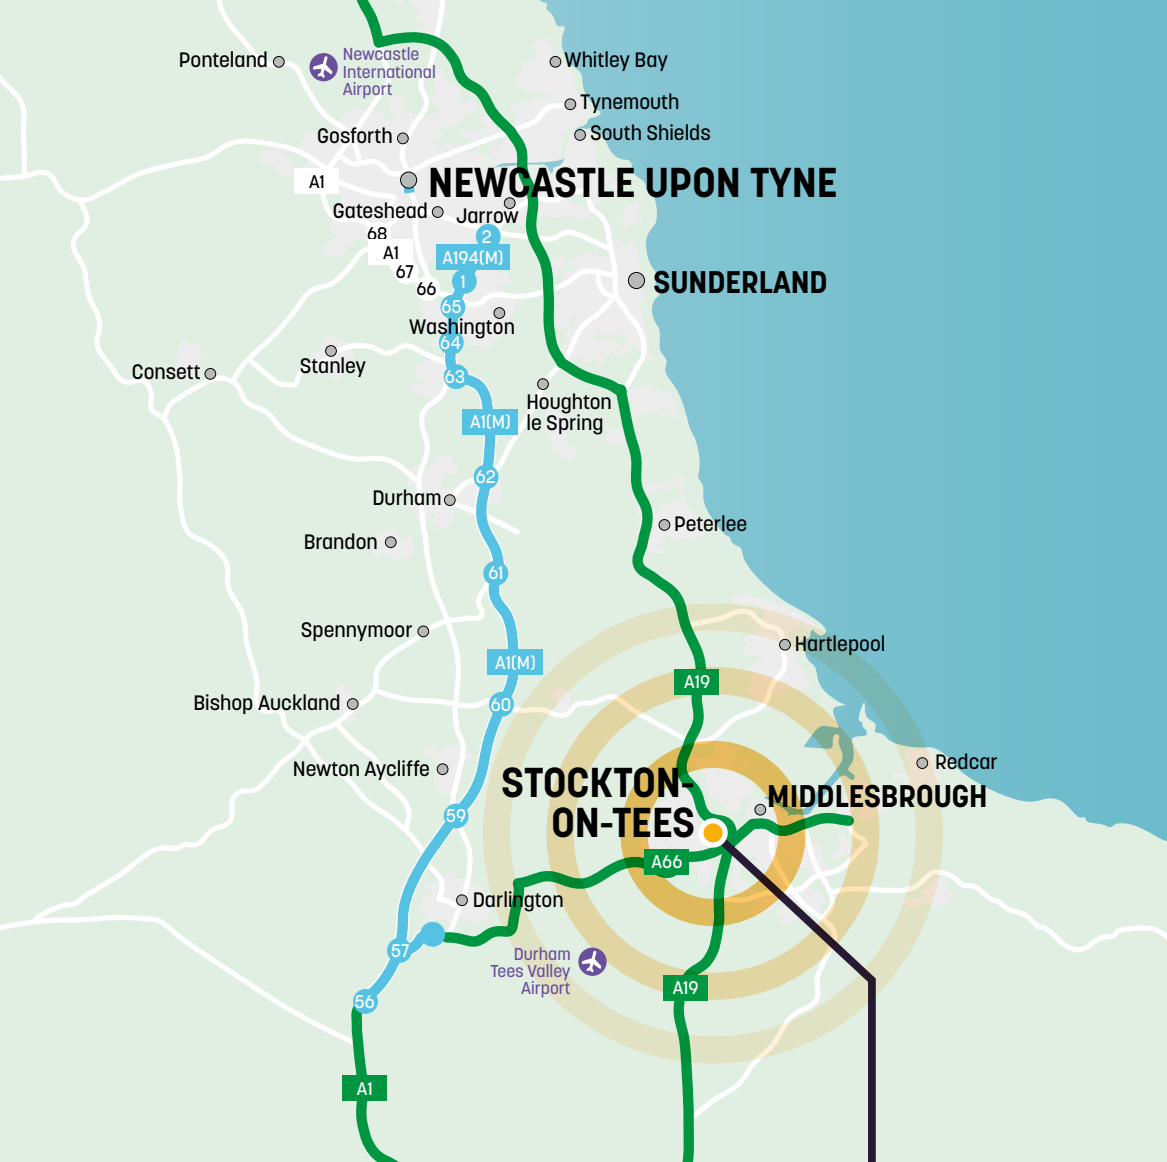 Ponteland
Newcastle
International
Airport
Whitley Bay
Tynemouth
South Shields
Gosforth
A1
NEWCASTLE UPON TYNE
Gateshead
Jarrow
68
2
A1
A194(M)
67
1
66
SUNDERLAND
65
Washington
64
Stanley
Consett
63
Houghton
le Spring
A1(M)
62
Durham
Peterlee
Brandon
61
Spennymoor
Hartlepool
A1(M)
A19
Bishop Auckland
60
Newton Aycliffe
Redcar
STOCKTON-
ON-TEES
MIDDLESBROUGH
59
A66
Darlington
57
Durham
Tees Valley
Airport
A19
56
A1